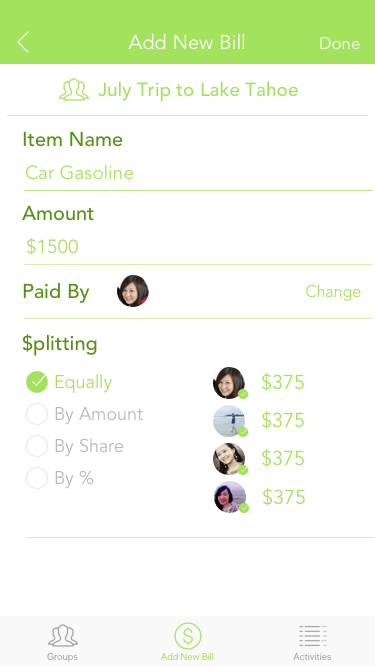 Add New Bill
Done
July Trip to Lake Tahoe
Item Name
Car Gasoline
Amount
$1500
Paid By
Change
$plitting
Equally
$375
By Amount
$375
By Share
$375
By %
$375
Groups
Add New Bill
Activities